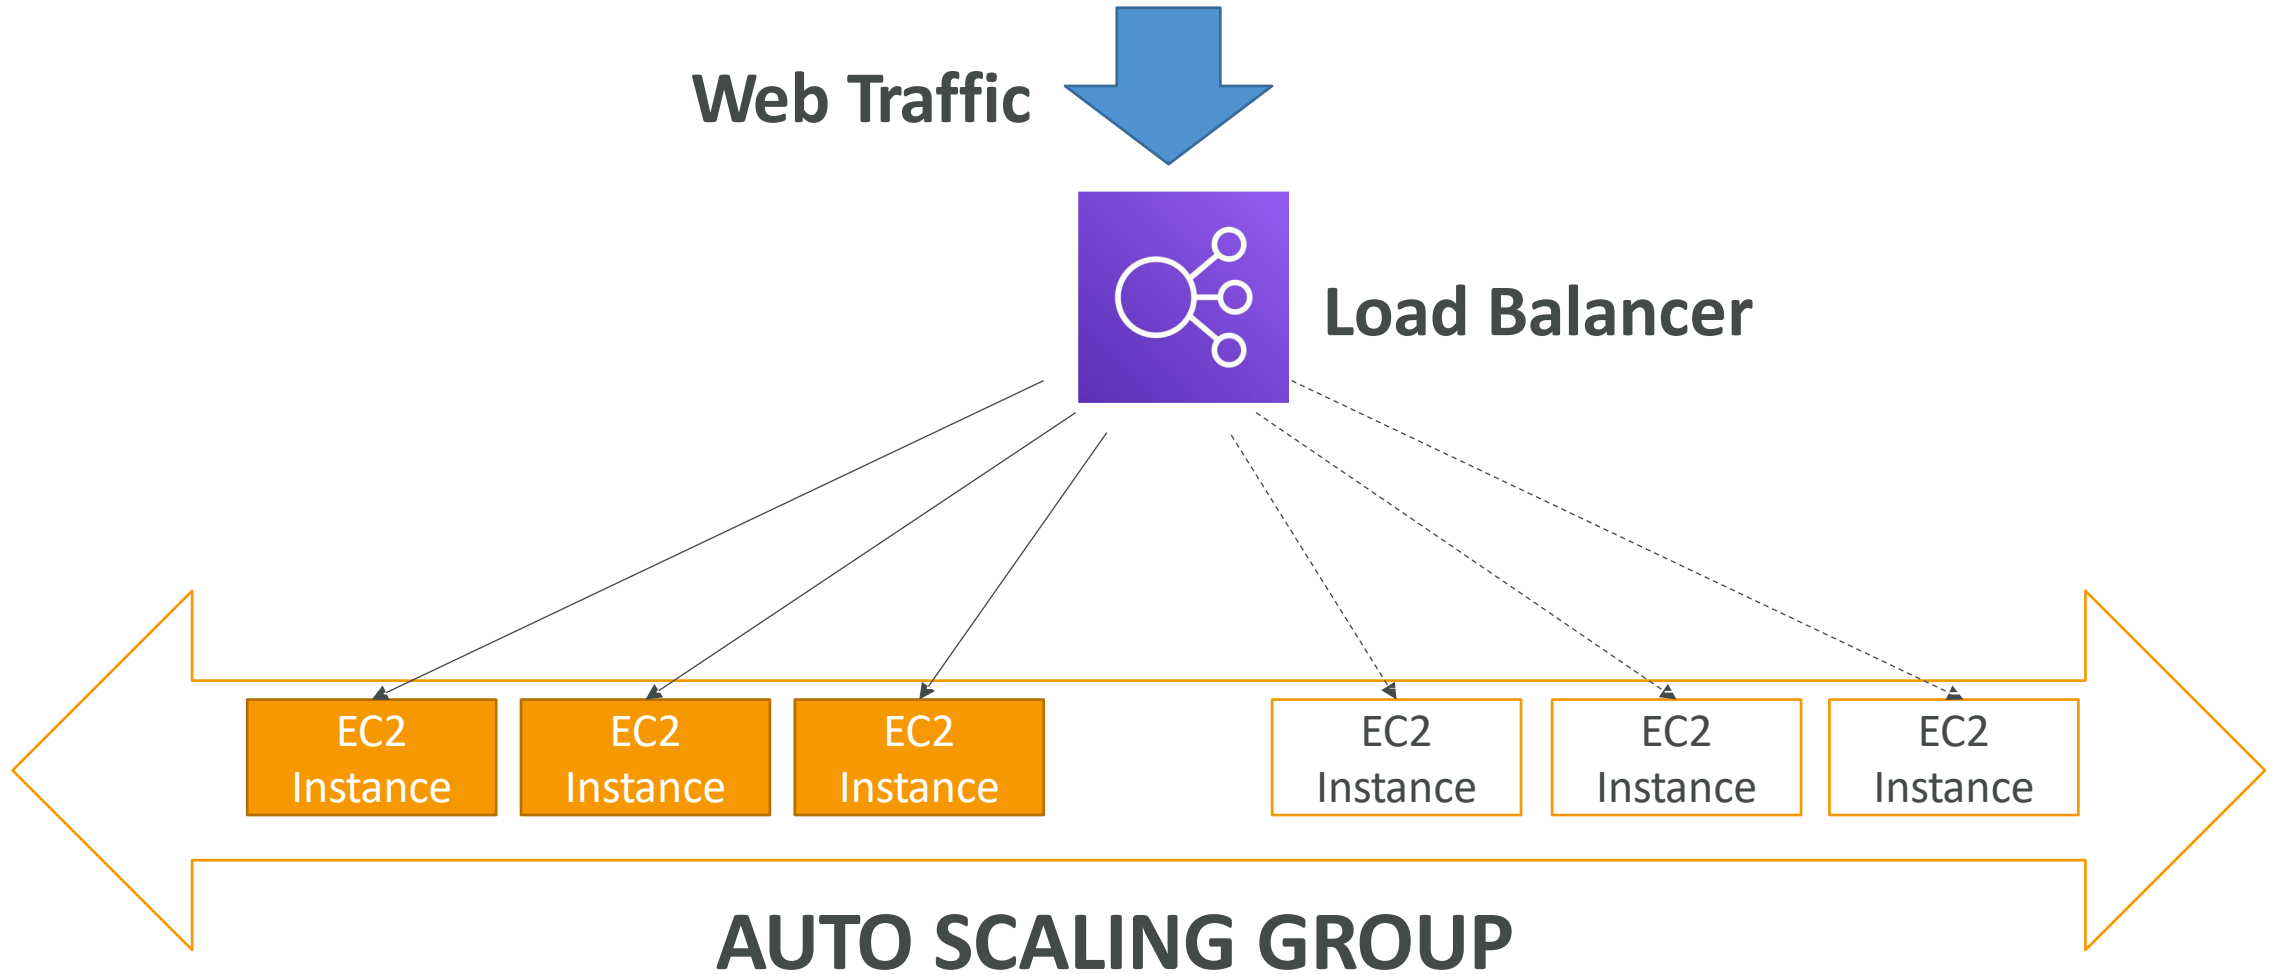 Web Traffic
Load Balancer
EC2
Instance
EC2
Instance
EC2
Instance
EC2
Instance
EC2
Instance
EC2
Instance
AUTO SCALING GROUP